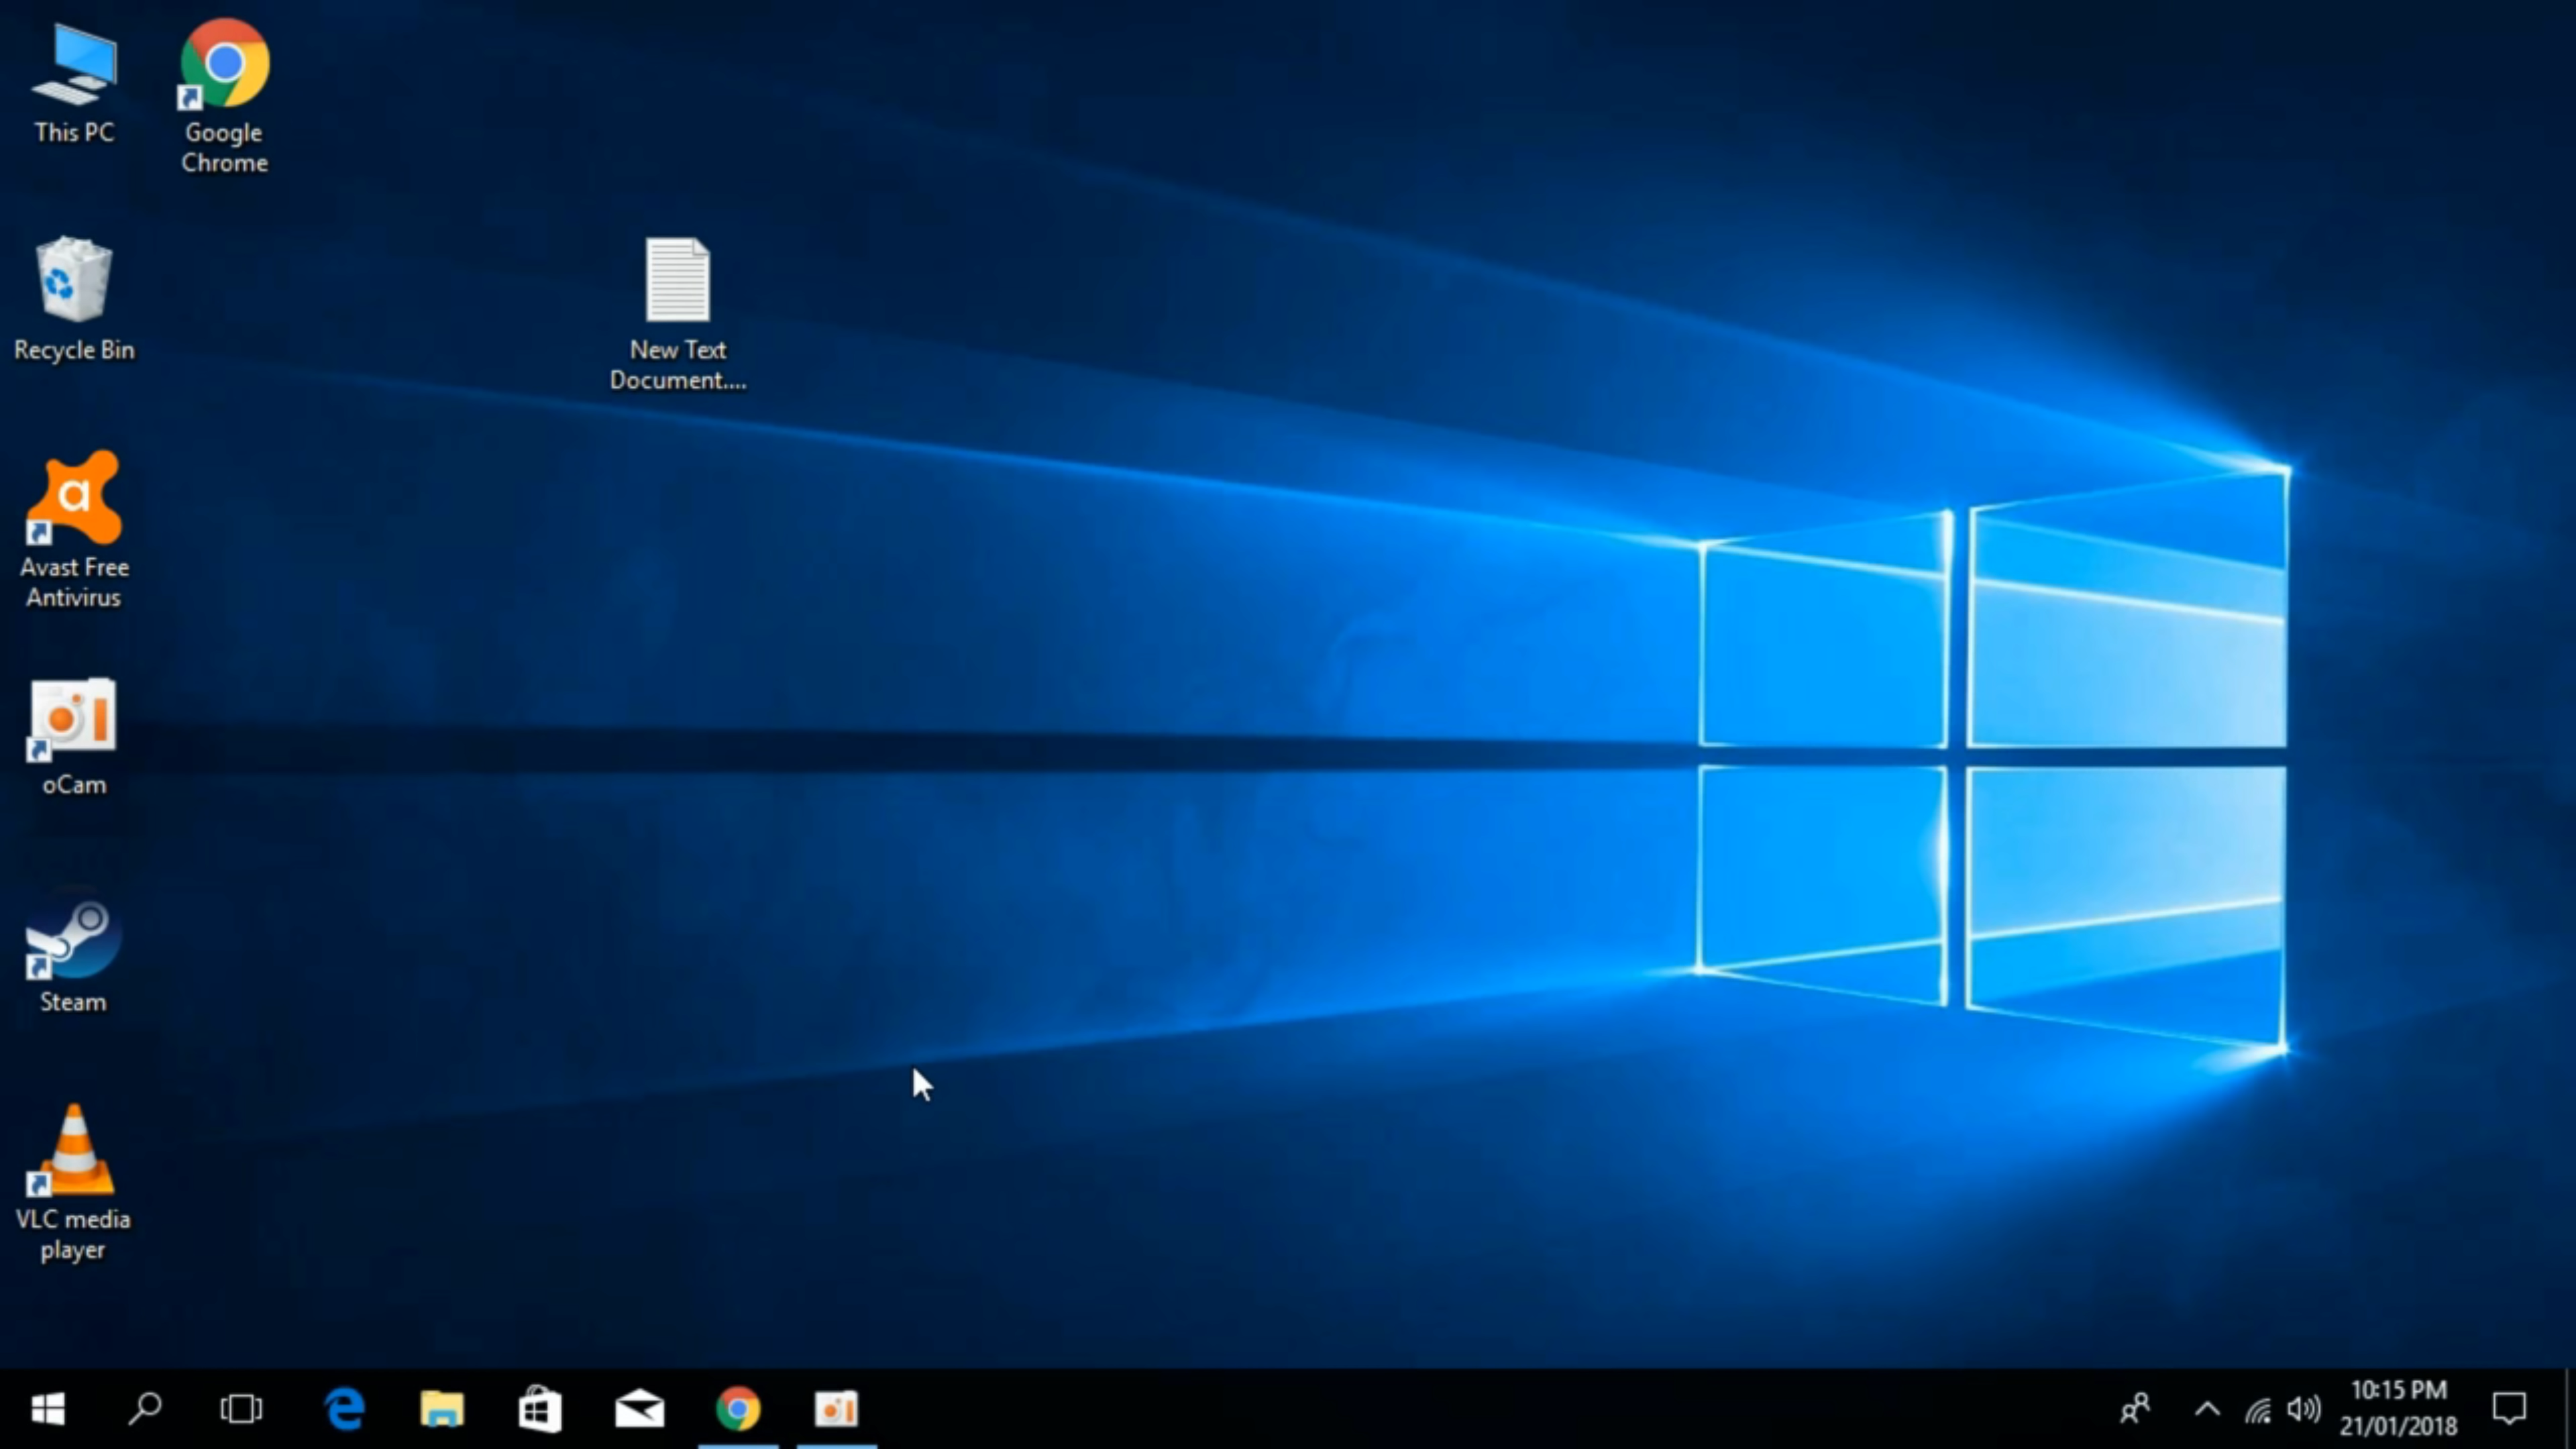 This PC
Google
Chrome
Recycle Bin
New Text
Document....
a
Avast Free
Antivirus
oCam
Steam
VLC media
player
10:15 PM
21/01/2018